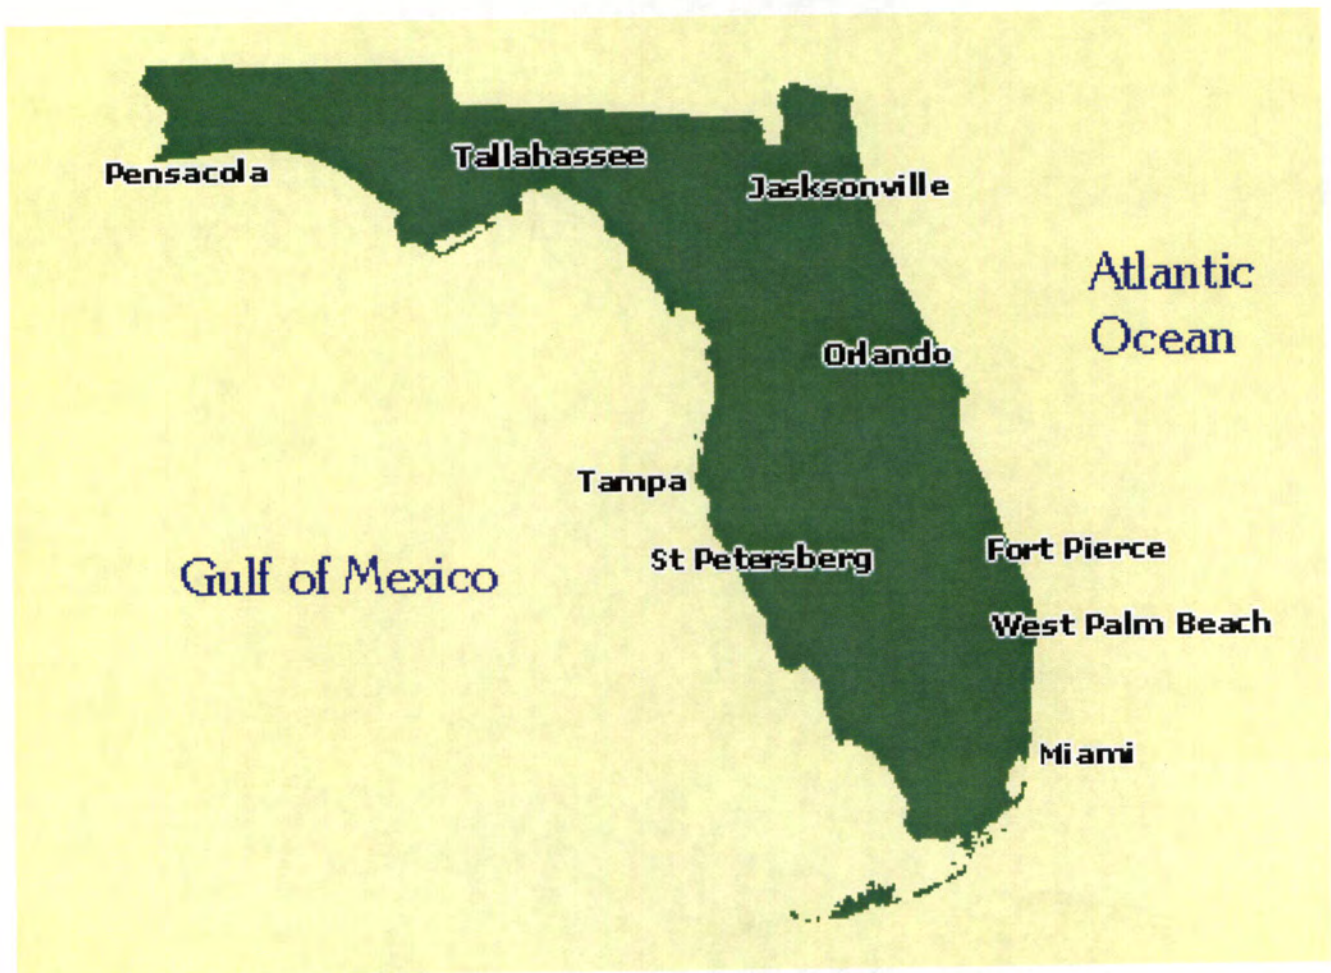 Tallahassee
Pensacola
Jasksonville
Atlantic
Ocean
Orlando
Tampa
Fort Pierce
St Petersberg
Gulf of Mexico
West Palm Beach
Miami